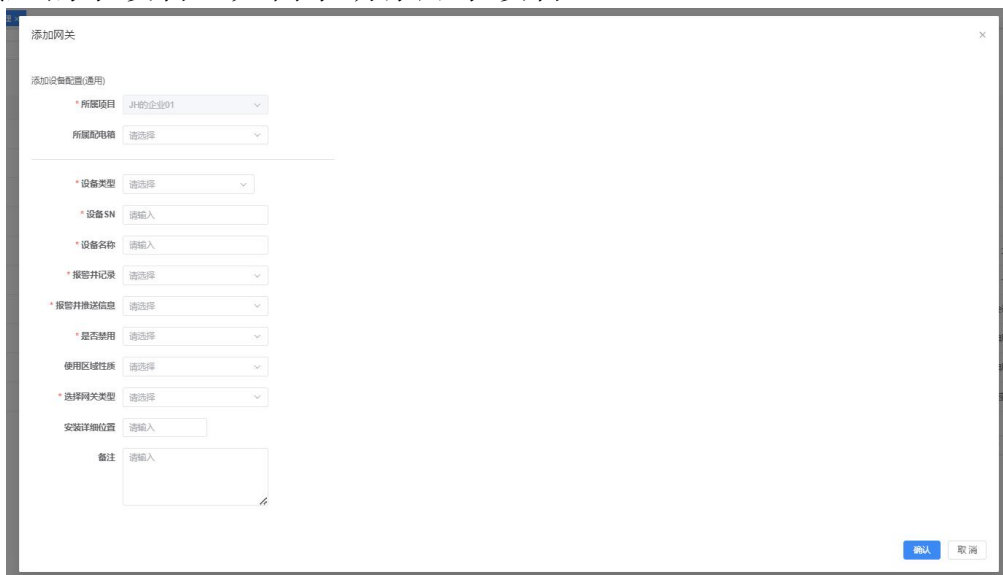 添加网关
添加设备配置(通用)
* 所属项目 JH的企业01
所属配电箱 请选择
* 设备类型 请选择
* 设备SN 请输入
* 设备名称 请输入
* 报警并记录 请选择
* 报警并推送信息 请选择
* 是否禁用 请选择
使用区域性质 请选择
* 选择网关类型 请选择
安装详细位置 请输入
备注 请输入
确认 取消